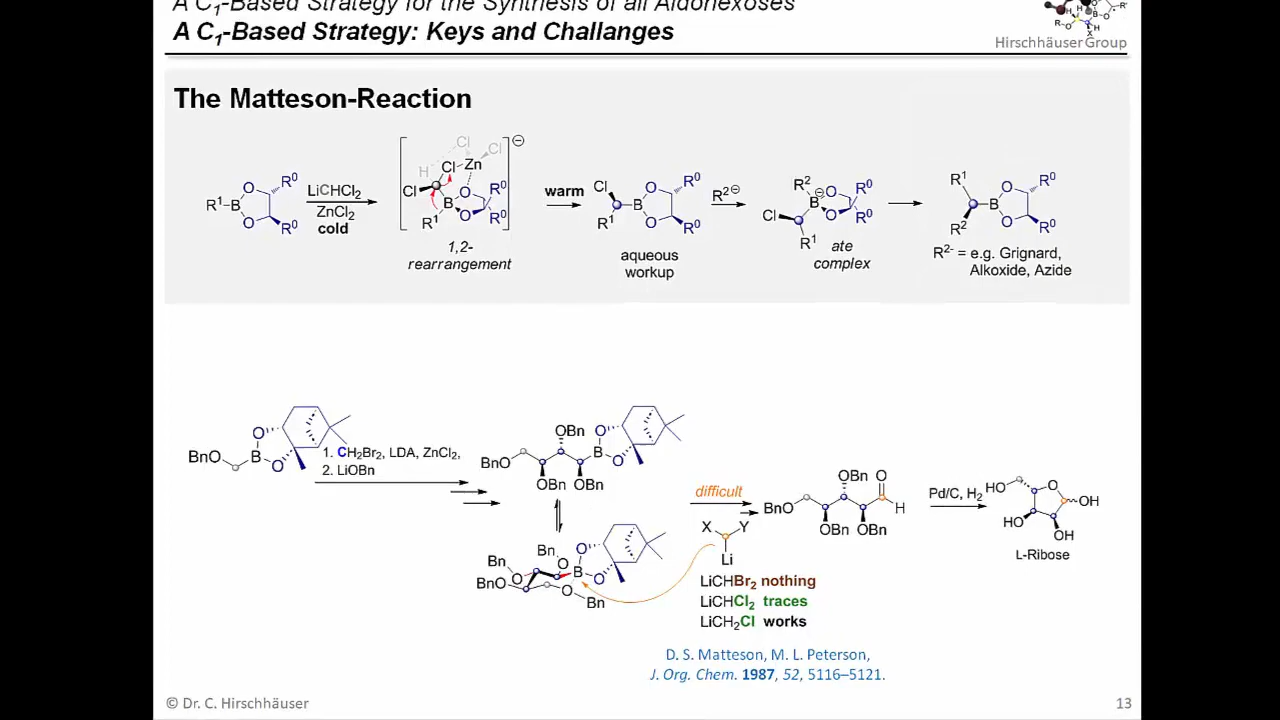 A C1-Based Strategy for the Synthesis of all Aldohexoses
A C1-Based Strategy: Keys and Challanges
Hirschhäuser Group
The Matteson-Reaction
R1 B O O R0 R0
LiCHCl2
ZnCl2
cold
Cl Cl H Cl Zn Cl B O O R0 R0 R1 ⊖
1,2-
rearrangement
warm
Cl R1 B O O R0 R0
aqueous
workup
R2⊖
R2 B⊖ O O R0 R0 Cl R1
ate
complex
R1 R2 B O O R0 R0
R2- = e.g. Grignard,
Alkoxide, Azide
BnO B O O
1. CH2Br2, LDA, ZnCl2,
2. LiOBn
BnO OBn OBn OBn B O O
Bn O Bn O BnO O Bn B O O
difficult
X Y
Li
LiCHBr2 nothing
LiCHCl2 traces
LiCH2Cl works
BnO OBn OBn OBn O H
Pd/C, H2
HO O OH HO OH
L-Ribose
D. S. Matteson, M. L. Peterson,
J. Org. Chem. 1987, 52, 5116–5121.
© Dr. C. Hirschhäuser
13